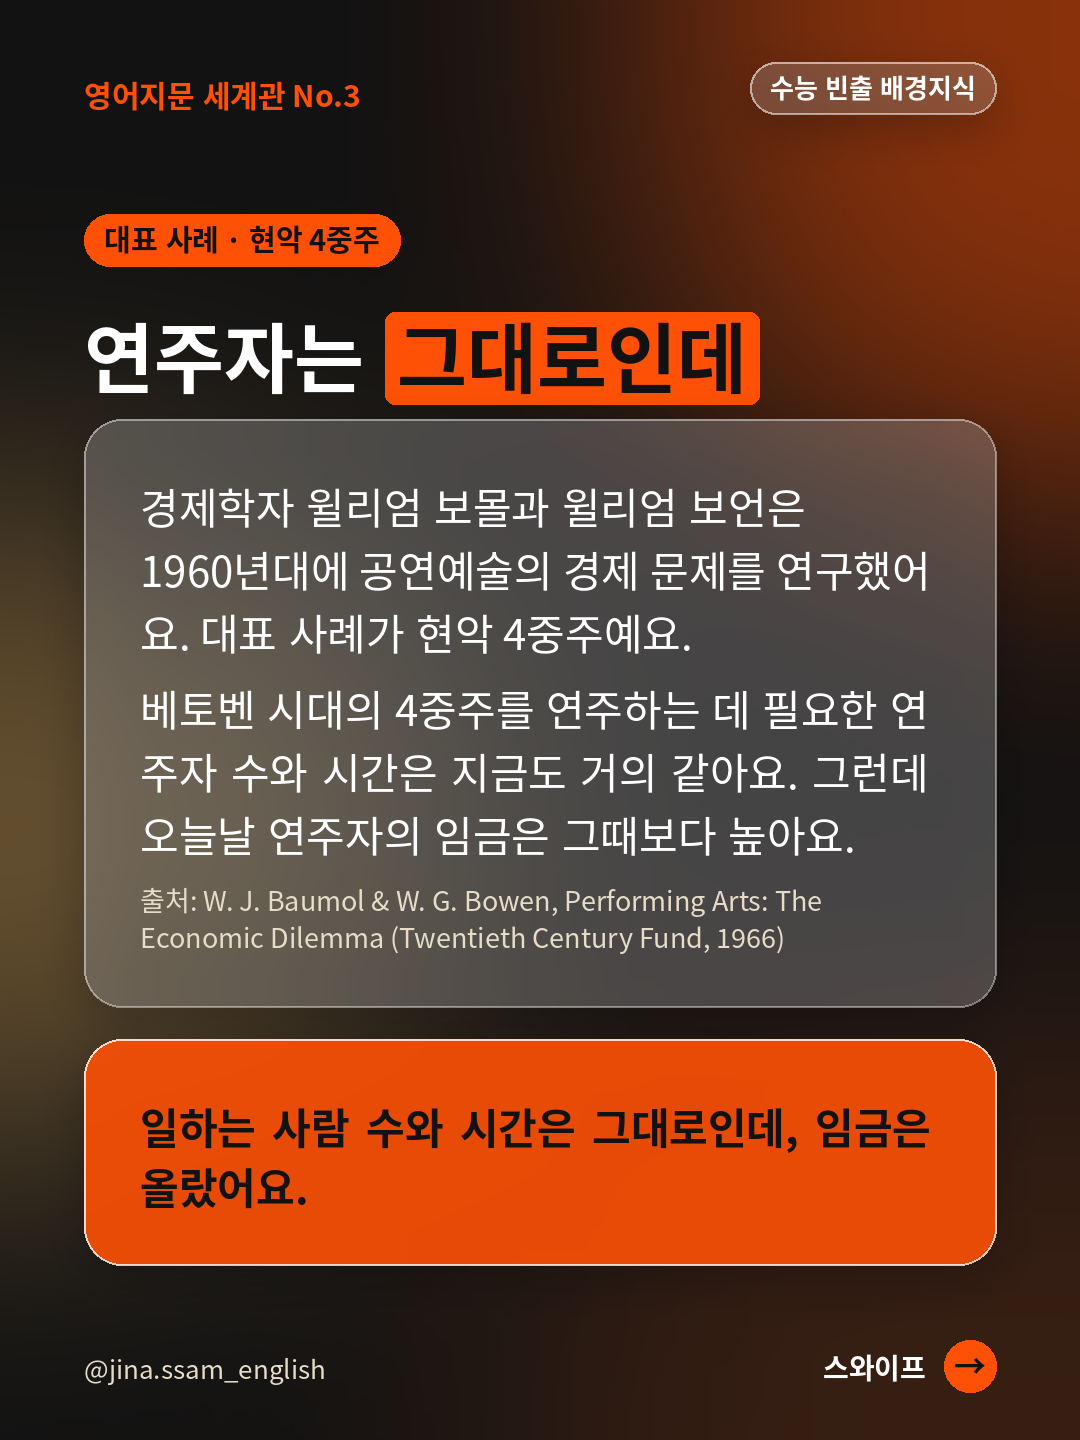 영어지문 세계관 No.3
수능 빈출 배경지식
대표 사례 · 현악 4중주
연주자는 그대로인데
경제학자 윌리엄 보몰과 윌리엄 보언은
1960년대에 공연예술의 경제 문제를 연구했어
요. 대표 사례가 현악 4중주예요.
베토벤 시대의 4중주를 연주하는 데 필요한 연
주자 수와 시간은 지금도 거의 같아요. 그런데
오늘날 연주자의 임금은 그때보다 높아요.
출처: W. J. Baumol & W. G. Bowen, Performing Arts: The
Economic Dilemma (Twentieth Century Fund, 1966)
일하는 사람 수와 시간은 그대로인데, 임금은
올랐어요.
@jina.ssam_english
스와이프 →